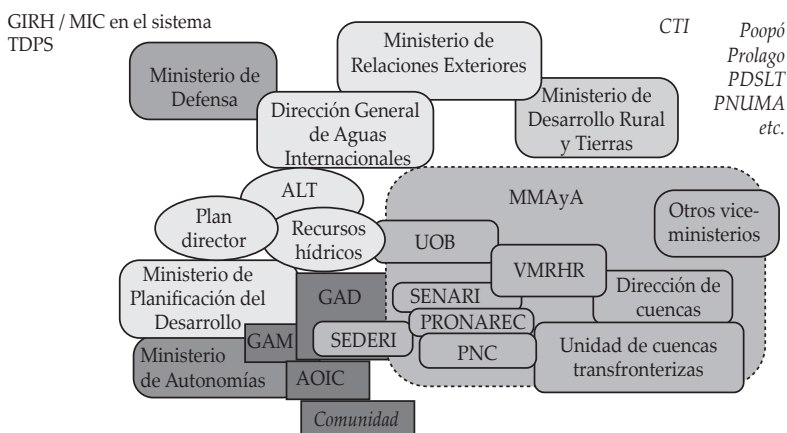 GIRH / MIC en el sistema
TDPS
CTI
Poopó
Prolago
PDSLT
PNUMA
etc.
Ministerio de
Defensa
Ministerio de
Relaciones Exteriores
Dirección General
de Aguas
Internacionales
Ministerio de
Desarrollo Rural
y Tierras
ALT
Plan
director
Recursos
hídricos
MMAyA
Otros vice-
ministerios
UOB
VMRHR
Dirección de
cuencas
Ministerio de
Planificación del
Desarrollo
GAD
SENARI
PRONAREC
GAM
SEDERI
PNC
Unidad de cuencas
transfronterizas
Ministerio
de Autonomías
AOIC
Comunidad